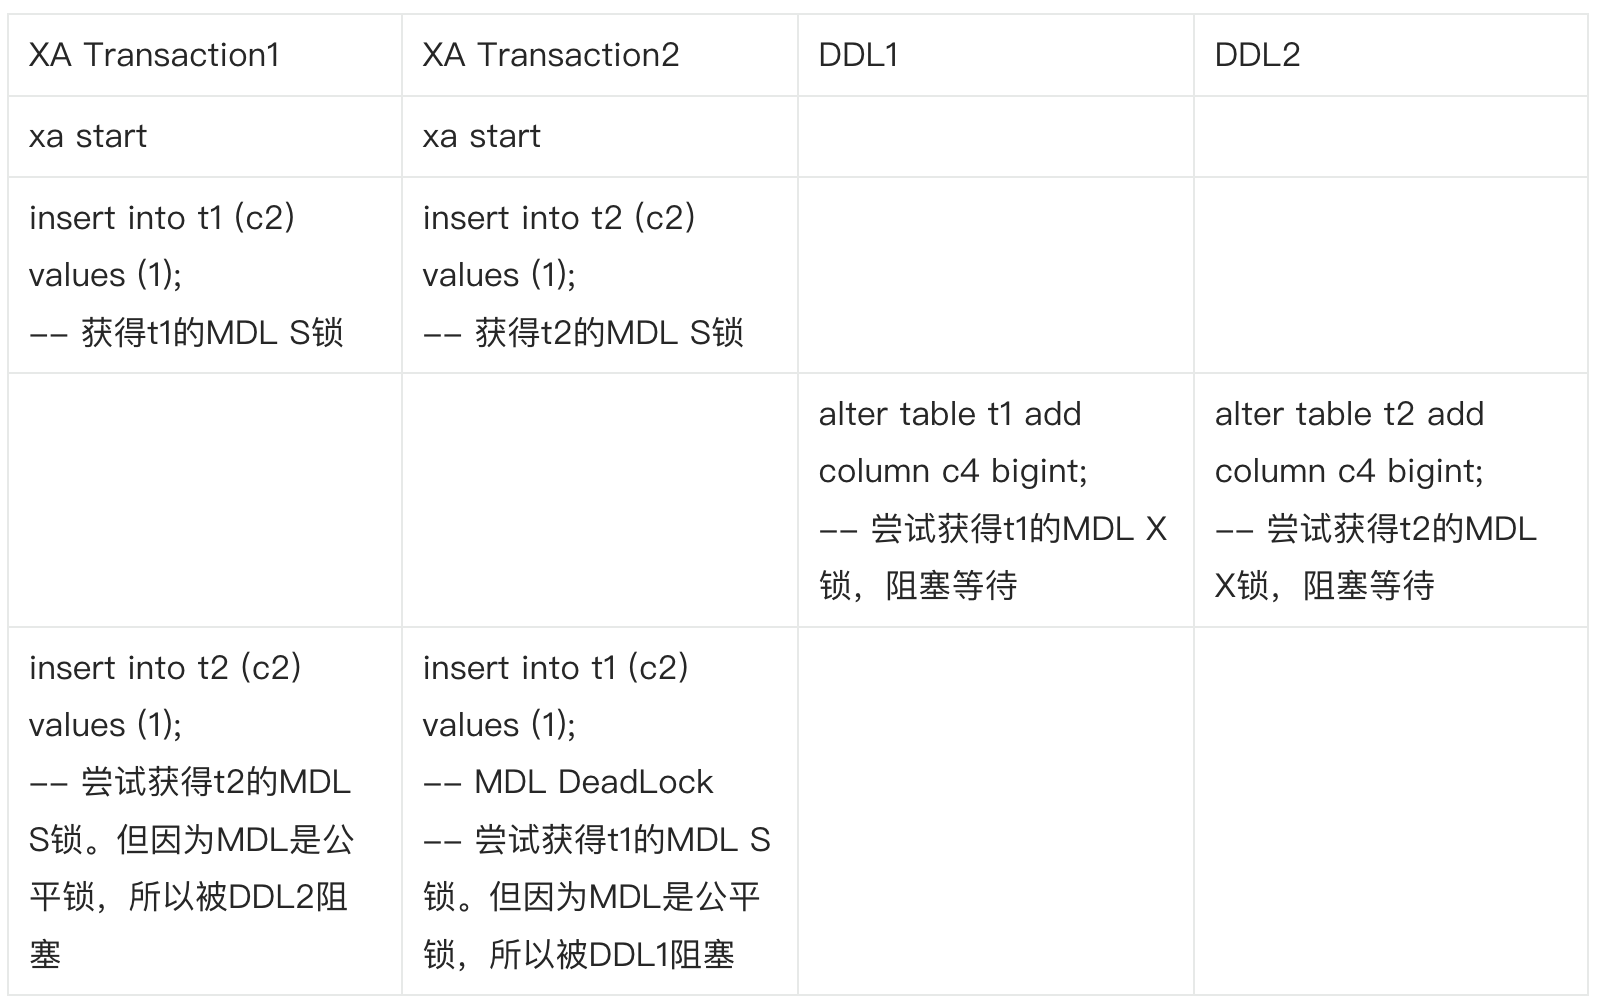 XA Transaction1
XA Transaction2
DDL1
DDL2
xa start
xa start
insert into t1 (c2)
values (1);
-- 获得t1的MDL S锁
insert into t2 (c2)
values (1);
-- 获得t2的MDL S锁
alter table t1 add
column c4 bigint;
-- 尝试获得t1的MDL X
锁，阻塞等待
alter table t2 add
column c4 bigint;
-- 尝试获得t2的MDL
X锁，阻塞等待
insert into t2 (c2)
values (1);
-- 尝试获得t2的MDL
S锁。但因为MDL是公
平锁，所以被DDL2阻
塞
insert into t1 (c2)
values (1);
-- MDL DeadLock
-- 尝试获得t1的MDL S
锁。但因为MDL是公平
锁，所以被DDL1阻塞